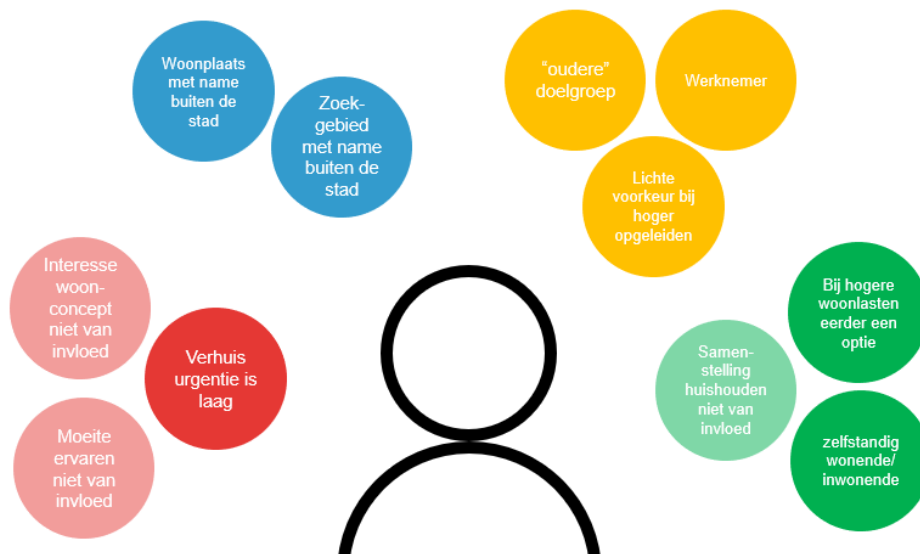 Woonplaats
met name
buiten de
stad
Zoek-
gebied
met name
buiten de
stad
“oudere”
doelgroep
Werknemer
Lichte
voorkeur bij
hoger
opgeleiden
Interesse
woon-
concept
niet van
invloed
Verhuis
urgentie is
laag
Moeite
ervaren
niet van
invloed
Bij hogere
woonlasten
eerder een
optie
Samen-
stelling
huishouden
niet van
invloed
zelfstandig
wonende/
inwonende